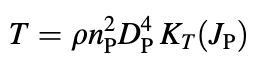 T = ρn_P^2 D_P^4 K_T(J_P)